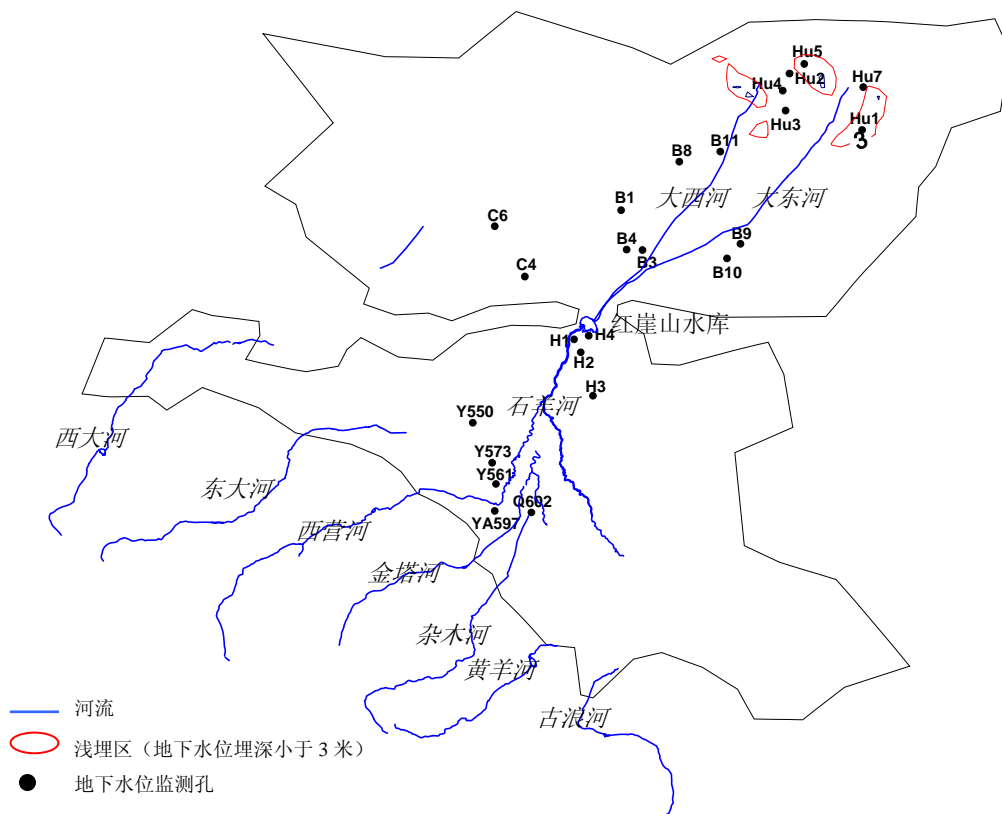 Hu5
Hu2
Hu4
Hu7
Hu3
Hu1
3
B11
B8
大西河
大东河
B1
C6
B4
B3
B9
B10
C4
红崖山水库
H1
H4
H2
H3
石羊河
Y550
西大河
Y573
Y561
东大河
Q602
YA597
西营河
金塔河
杂木河
黄羊河
古浪河
河流
浅埋区（地下水位埋深小于 3 米）
地下水位监测孔